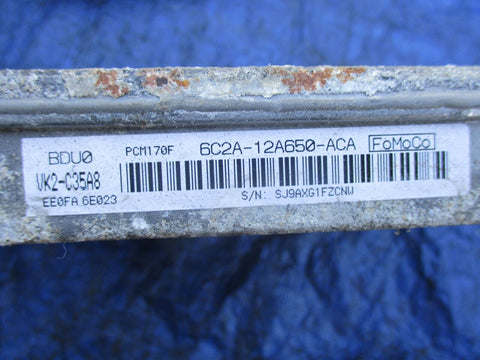 BDU0 PCM170F 6C2A-12A650-ACA FoMoCo
VK2-C35A8
EE0FA 6E023 S/N: SJ9AXG1FZCNW